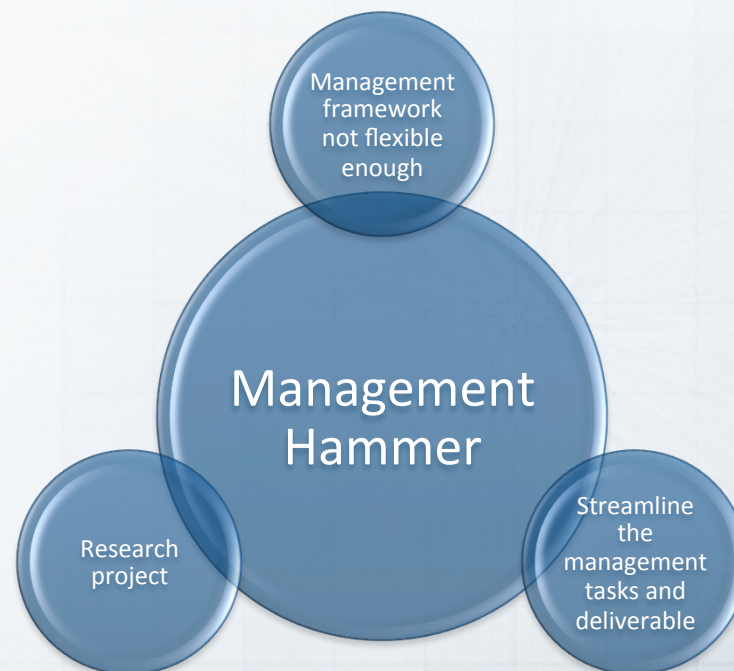 Management
framework
not flexible
enough
Management
Hammer
Research
project
Streamline
the
management
tasks and
deliverable